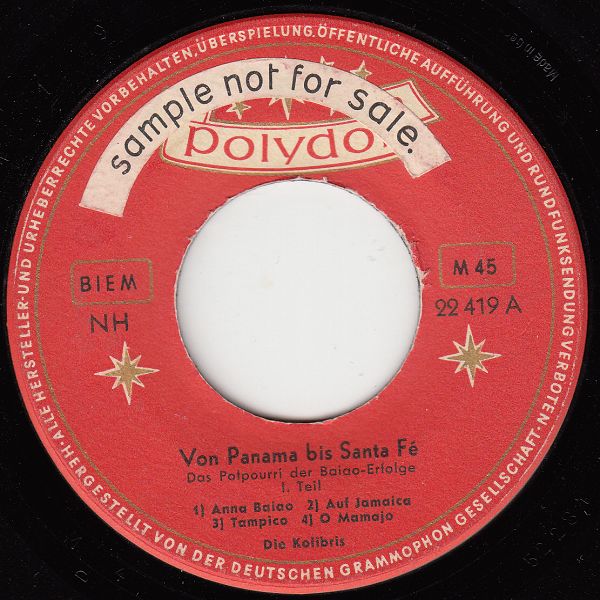 ALLE HERSTELLER- UND URHEBERRECHTE VORBEHALTEN, ÜBERSPIELUNG, ÖFFENTLICHE AUFFÜHRUNG UND RUNDFUNKSENDUNG VERBOTEN
sample not for sale.
polydor
BIEM
NH
M 45
22 419 A
Von Panama bis Santa Fé
Das Potpourri der Baiao-Erfolge
1. Teil
1) Anna Baiao 2) Auf Jamaica
3) Tampico 4) O Mamajo
Die Kolibris
HERGESTELLT VON DER DEUTSCHEN GRAMMOPHON GESELLSCHAFT